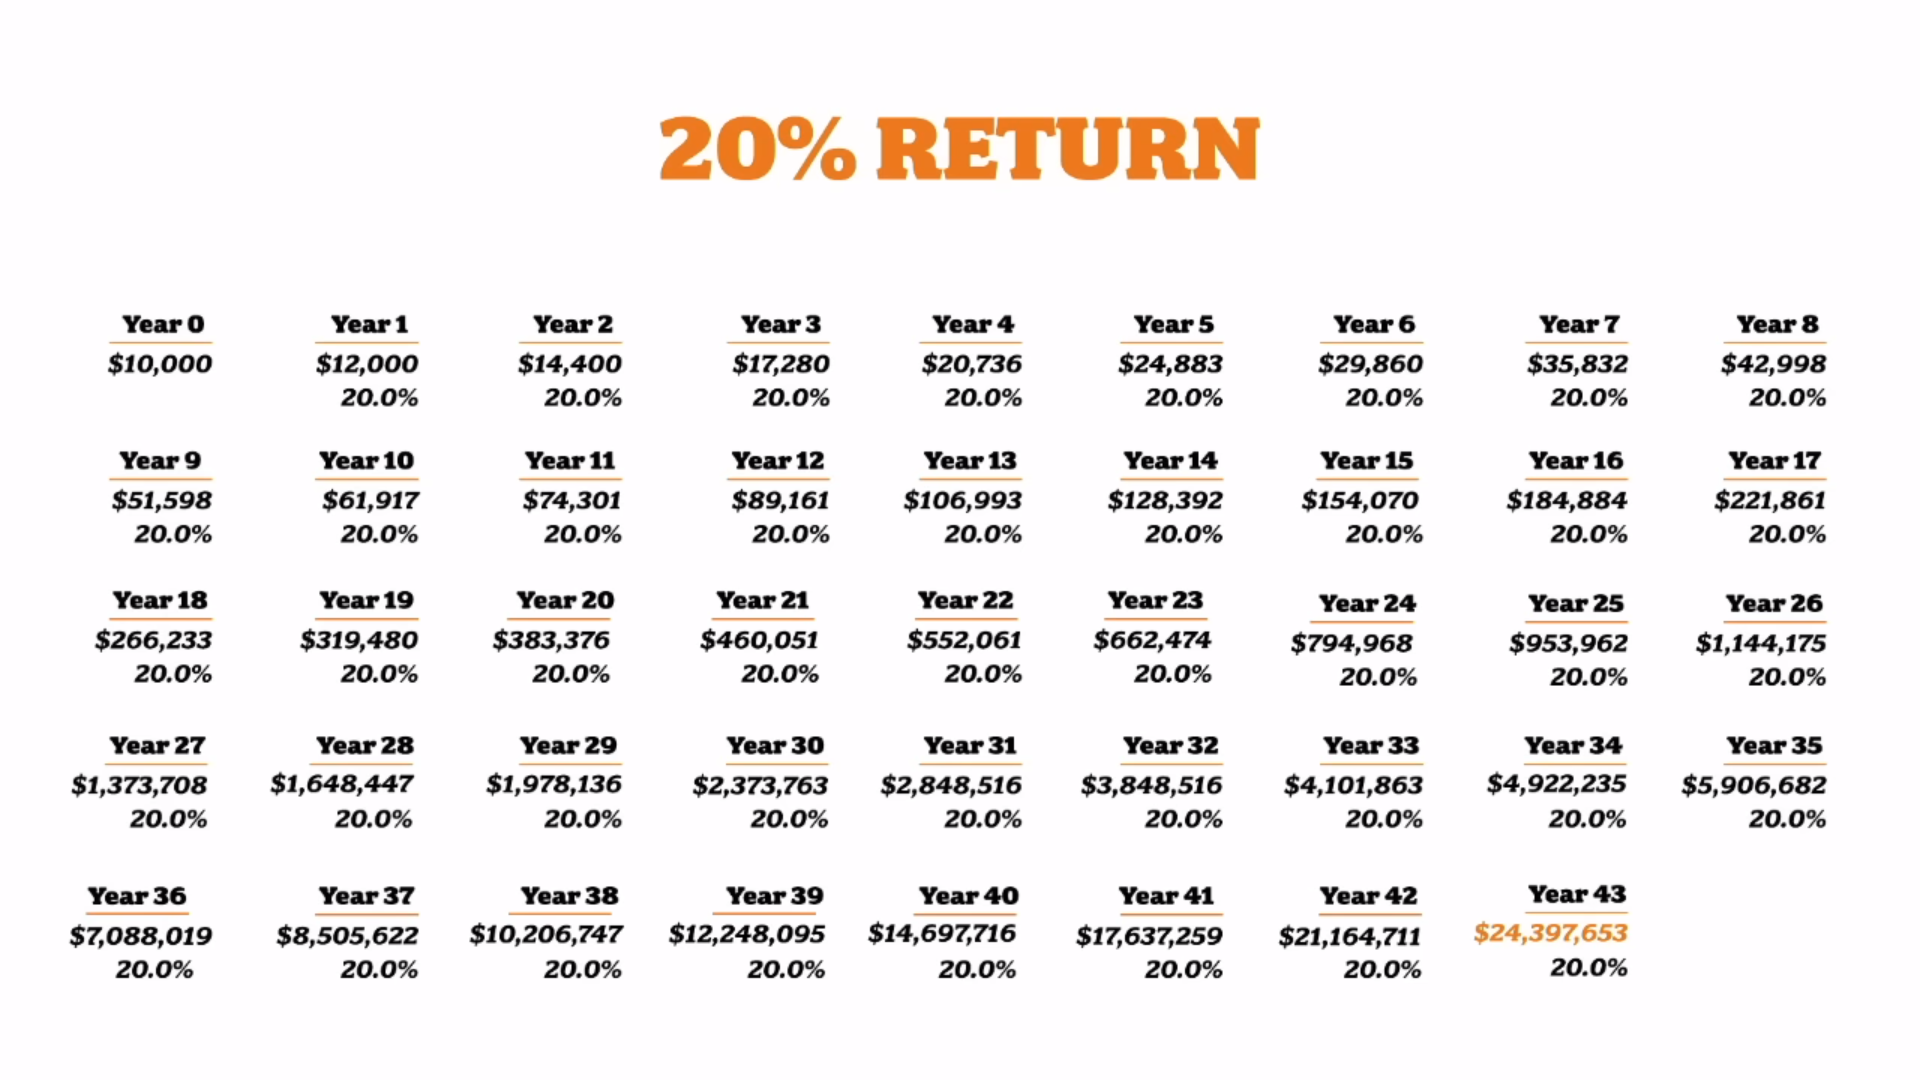 20% RETURN
Year 0 Year 1 Year 2 Year 3 Year 4 Year 5 Year 6 Year 7 Year 8
$10,000 $12,000 $14,400 $17,280 $20,736 $24,883 $29,860 $35,832 $42,998
20.0% 20.0% 20.0% 20.0% 20.0% 20.0% 20.0% 20.0%
Year 9 Year 10 Year 11 Year 12 Year 13 Year 14 Year 15 Year 16 Year 17
$51,598 $61,917 $74,301 $89,161 $106,993 $128,392 $154,070 $184,884 $221,861
20.0% 20.0% 20.0% 20.0% 20.0% 20.0% 20.0% 20.0% 20.0%
Year 18 Year 19 Year 20 Year 21 Year 22 Year 23 Year 24 Year 25 Year 26
$266,233 $319,480 $383,376 $460,051 $552,061 $662,474 $794,968 $953,962 $1,144,175
20.0% 20.0% 20.0% 20.0% 20.0% 20.0% 20.0% 20.0% 20.0%
Year 27 Year 28 Year 29 Year 30 Year 31 Year 32 Year 33 Year 34 Year 35
$1,373,708 $1,648,447 $1,978,136 $2,373,763 $2,848,516 $3,848,516 $4,101,863 $4,922,235 $5,906,682
20.0% 20.0% 20.0% 20.0% 20.0% 20.0% 20.0% 20.0% 20.0%
Year 36 Year 37 Year 38 Year 39 Year 40 Year 41 Year 42 Year 43
$7,088,019 $8,505,622 $10,206,747 $12,248,095 $14,697,716 $17,637,259 $21,164,711 $24,397,653
20.0% 20.0% 20.0% 20.0% 20.0% 20.0% 20.0% 20.0%